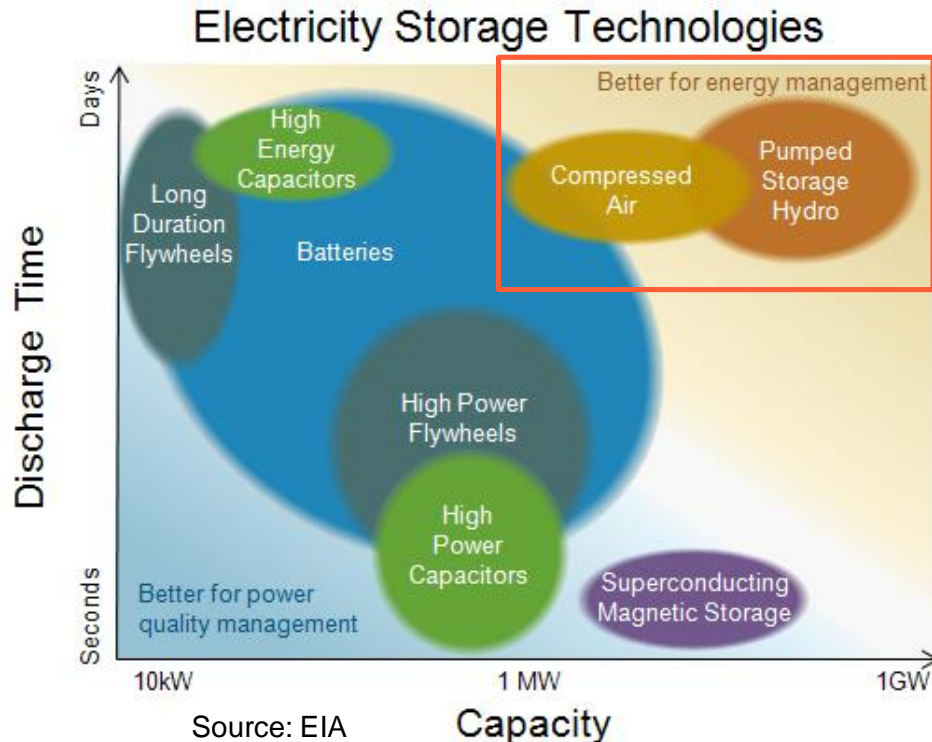 Electricity Storage Technologies
Days
Better for energy management
High
Energy
Capacitors
Long
Duration
Flywheels
Compressed
Air
Pumped
Storage
Hydro
Batteries
Discharge Time
High Power
Flywheels
High
Power
Capacitors
Superconducting
Magnetic Storage
Better for power
quality management
Seconds
10kW
1 MW
1GW
Source: EIA
Capacity